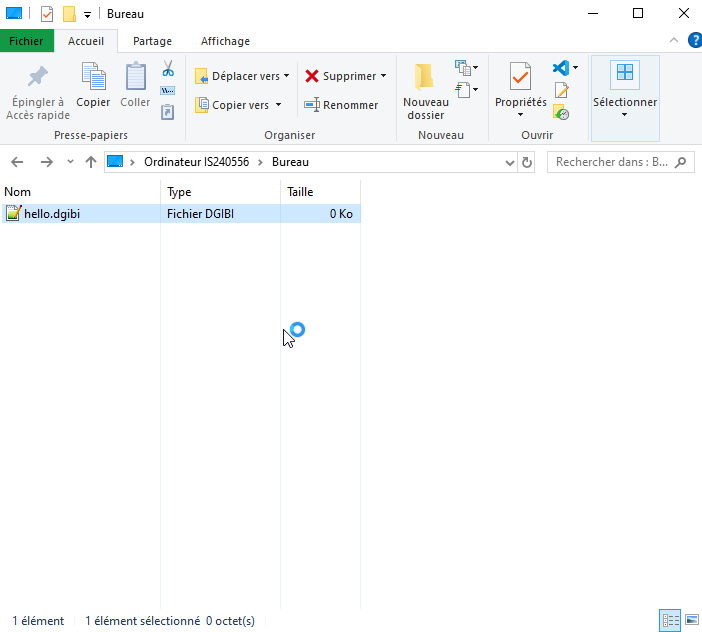 Bureau
Fichier Accueil Partage Affichage
Épingler à Accès rapide
Copier
Coller
Presse-papiers
Déplacer vers
Copier vers
Supprimer
Renommer
Organiser
Nouveau dossier
Nouveau
Propriétés
Ouvrir
Sélectionner
Ordinateur IS240556 > Bureau
Rechercher dans : B...
Nom Type Taille
hello.dgibi Fichier DGIBI 0 Ko
1 élément 1 élément sélectionné 0 octet(s)